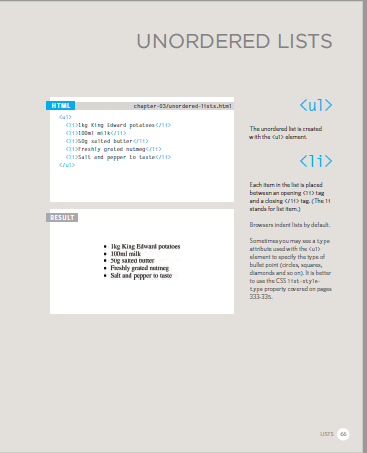 UNORDERED LISTS
HTML
chapter-03/unordered-lists.html
<ul>
<li>1kg King Edward potatoes</li>
<li>100ml milk</li>
<li>50g salted butter</li>
<li>Freshly grated nutmeg</li>
<li>Salt and pepper to taste</li>
</ul>
RESULT
• 1kg King Edward potatoes
• 100ml milk
• 50g salted butter
• Freshly grated nutmeg
• Salt and pepper to taste
<ul>
The unordered list is created
with the <ul> element.
<li>
Each item in the list is placed
between an opening <li> tag
and a closing </li> tag. (The li
stands for list item.)
Browsers indent lists by default.
Sometimes you may see a type
attribute used with the <ul>
element to specify the type of
bullet point (circles, squares,
diamonds and so on). It is better
to use the CSS list-style-
type property covered on pages
333-335.
LISTS 66